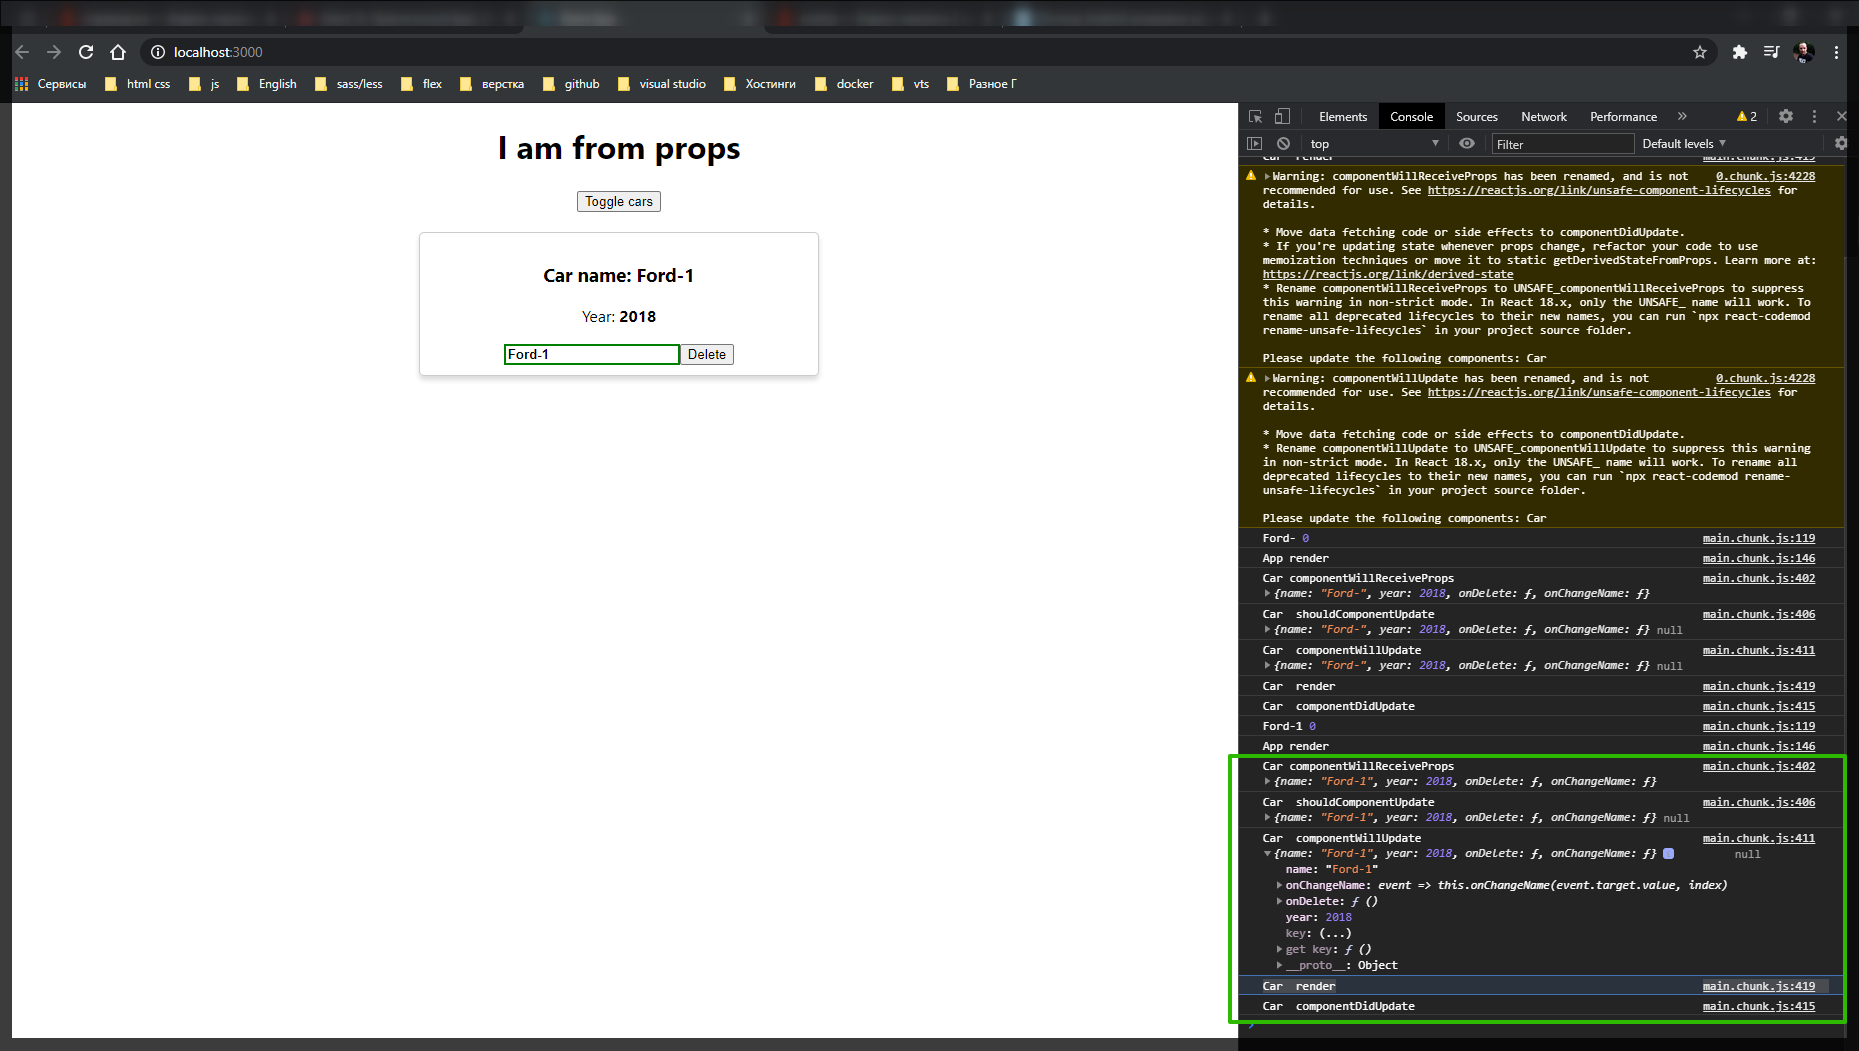 localhost:3000
Сервисы html css js English sass/less flex верстка github visual studio Хостинги docker vts Разное Г
I am from props
Toggle cars
Car name: Ford-1
Year: 2018
Ford-1 Delete
Elements Console Sources Network Performance » 2
top Filter Default levels
Car render main.chunk.js:419
Warning: componentWillReceiveProps has been renamed, and is not 0.chunk.js:4228
recommended for use. See https://reactjs.org/link/unsafe-component-lifecycles for
details.
* Move data fetching code or side effects to componentDidUpdate.
* If you're updating state whenever props change, refactor your code to use
memoization techniques or move it to static getDerivedStateFromProps. Learn more at:
https://reactjs.org/link/derived-state
* Rename componentWillReceiveProps to UNSAFE_componentWillReceiveProps to suppress
this warning in non-strict mode. In React 18.x, only the UNSAFE_ name will work. To
rename all deprecated lifecycles to their new names, you can run `npx react-codemod
rename-unsafe-lifecycles` in your project source folder.
Please update the following components: Car
Warning: componentWillUpdate has been renamed, and is not 0.chunk.js:4228
recommended for use. See https://reactjs.org/link/unsafe-component-lifecycles for
details.
* Move data fetching code or side effects to componentDidUpdate.
* Rename componentWillUpdate to UNSAFE_componentWillUpdate to suppress this warning
in non-strict mode. In React 18.x, only the UNSAFE_ name will work. To rename all
deprecated lifecycles to their new names, you can run `npx react-codemod rename-
unsafe-lifecycles` in your project source folder.
Please update the following components: Car
Ford- 0 main.chunk.js:119
App render main.chunk.js:146
Car componentWillReceiveProps main.chunk.js:402
{name: "Ford-", year: 2018, onDelete: ƒ, onChangeName: ƒ}
Car shouldComponentUpdate main.chunk.js:406
{name: "Ford-", year: 2018, onDelete: ƒ, onChangeName: ƒ} null
Car componentWillUpdate main.chunk.js:411
{name: "Ford-", year: 2018, onDelete: ƒ, onChangeName: ƒ} null
Car render main.chunk.js:419
Car componentDidUpdate main.chunk.js:415
Ford-1 0 main.chunk.js:119
App render main.chunk.js:146
Car componentWillReceiveProps main.chunk.js:402
{name: "Ford-1", year: 2018, onDelete: ƒ, onChangeName: ƒ}
Car shouldComponentUpdate main.chunk.js:406
{name: "Ford-1", year: 2018, onDelete: ƒ, onChangeName: ƒ} null
Car componentWillUpdate main.chunk.js:411
{name: "Ford-1", year: 2018, onDelete: ƒ, onChangeName: ƒ} null
name: "Ford-1"
onChangeName: event => this.onChangeName(event.target.value, index)
onDelete: ƒ ()
year: 2018
key: (...)
get key: ƒ ()
__proto__: Object
Car render main.chunk.js:419
Car componentDidUpdate main.chunk.js:415